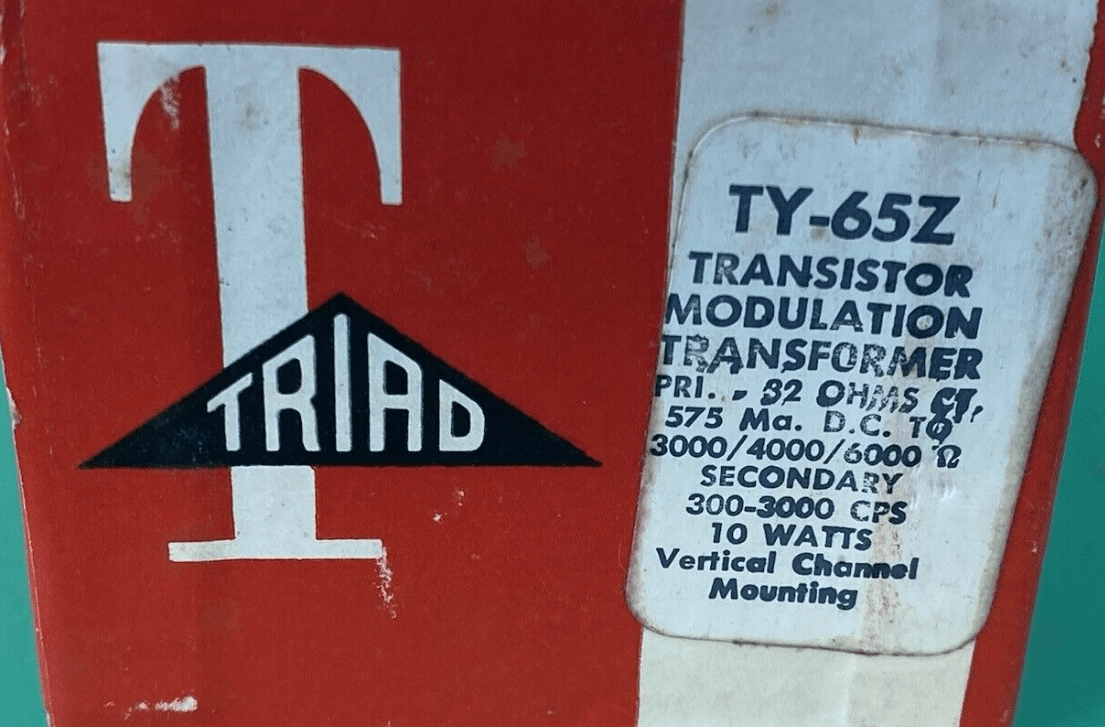 T
TRIAD
TY-65Z
TRANSISTOR
MODULATION
TRANSFORMER
PRI. - 32 OHMS CT,
575 Ma. D.C. TO
3000/4000/6000 Ω
SECONDARY
300-3000 CPS
10 WATTS
Vertical Channel
Mounting